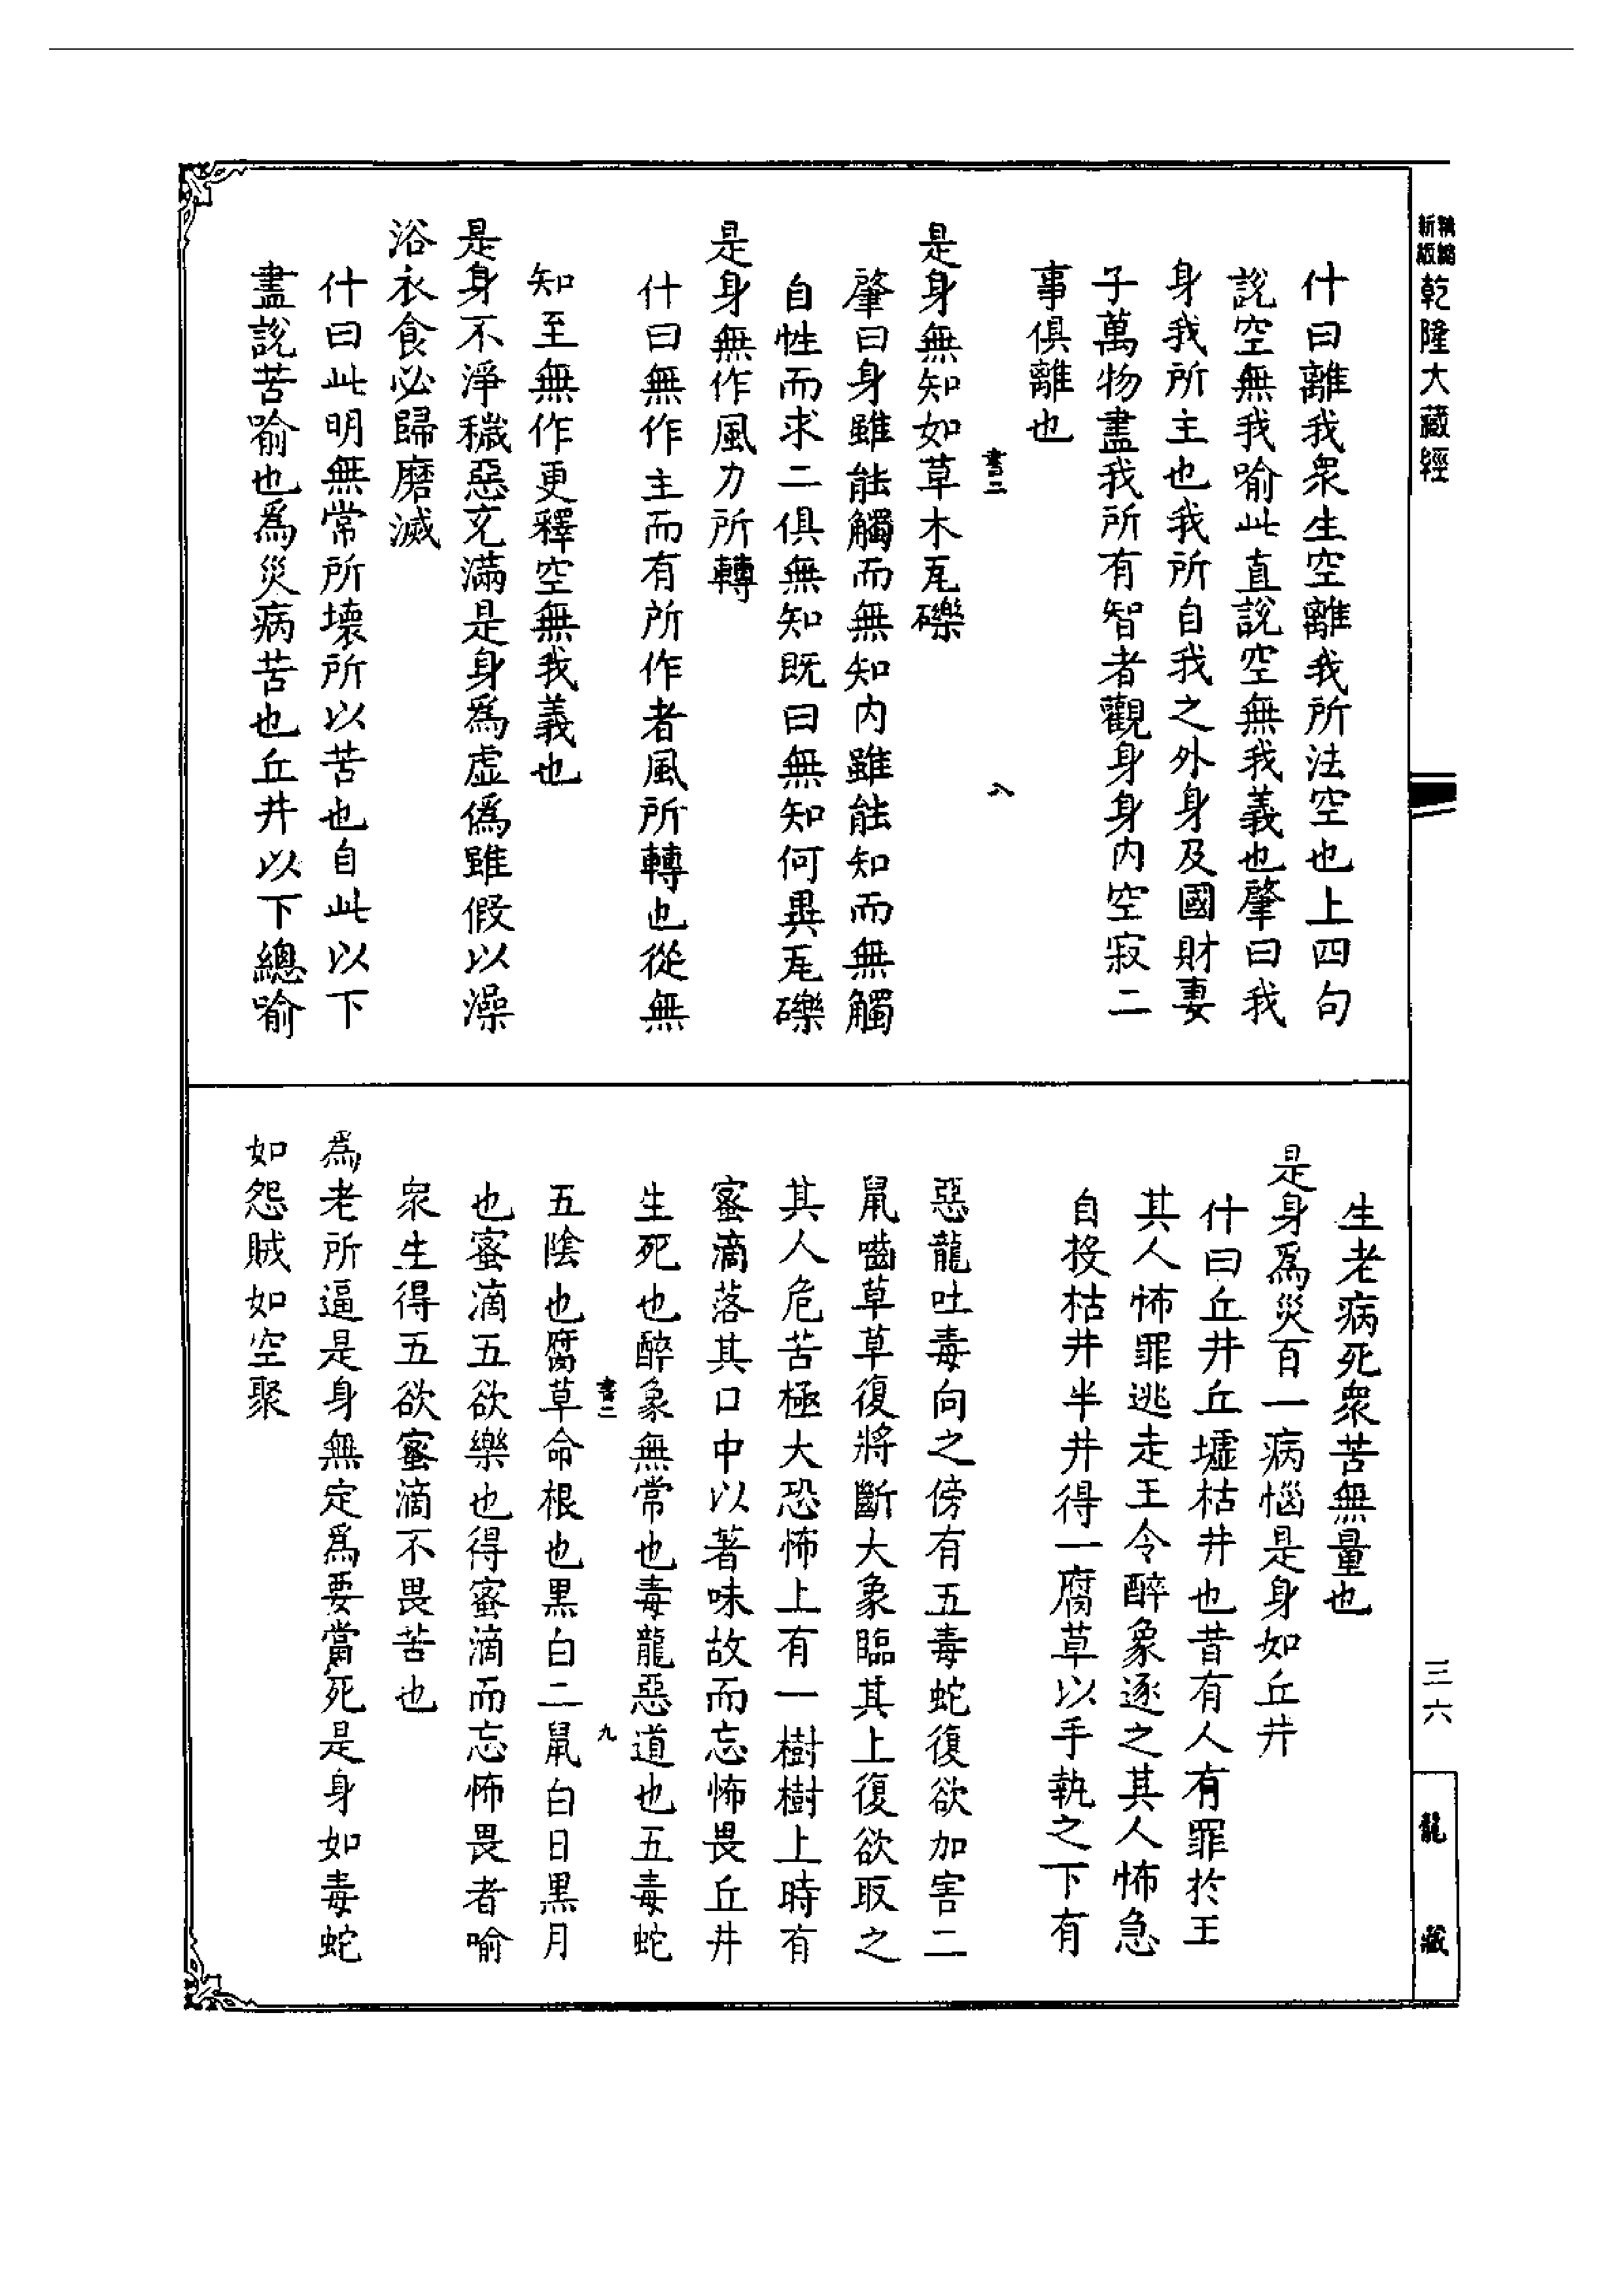 新版精縮
乾隆大藏經
什曰離我衆生空離我所法空也上四句
說空無我喻此直說空無我義也肇曰我
身我所主也我所自我之外身及國財妻
子萬物盡我所有智者觀身身内空寂二
事俱離也
書二 八
是身無知如草木瓦礫
肇曰身雖能觸而無知内雖能知而無觸
自性而求二俱無知既曰無知何異瓦礫
是身無作風力所轉
什曰無作主而有所作者風所轉也從無
知至無作更釋空無我義也
是身不淨穢惡充滿是身爲虛僞雖假以澡
浴衣食必歸磨滅
什曰此明無常所壞所以苦也自此以下
盡說苦喻也爲災病苦也丘井以下總喻
生老病死衆苦無量也
是身爲災百一病惱是身如丘井
什曰丘井丘墟枯井也昔有人有罪於王
其人怖罪逃走王令醉象逐之其人怖急
自投枯井半井得一腐草以手執之下有
惡龍吐毒向之傍有五毒蛇復欲加害二
鼠嚙草草復將斷大象臨其上復欲取之
其人危苦極大恐怖上有一樹樹上時有
蜜滴落其口中以著味故而忘怖畏丘井
生死也醉象無常也毒龍惡道也五毒蛇
書二 九
五陰也腐草命根也黑白二鼠白日黑月
也蜜滴五欲樂也得蜜滴而忘怖畏者喻
衆生得五欲蜜滴不畏苦也
爲老所逼是身無定爲要當死是身如毒蛇
如怨賊如空聚
三六
龍藏